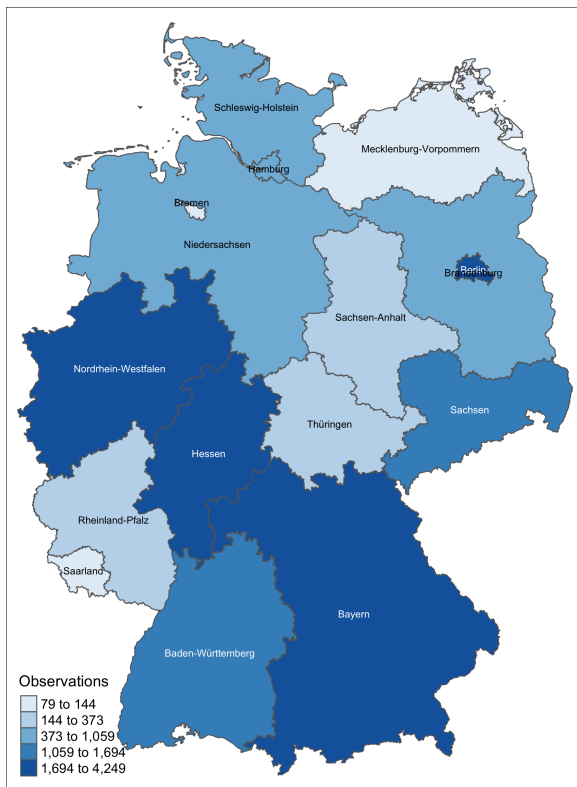 Schleswig-Holstein
Mecklenburg-Vorpommern
Hamburg
Bremen
Niedersachsen
Berlin
Brandenburg
Sachsen-Anhalt
Nordrhein-Westfalen
Sachsen
Thüringen
Hessen
Rheinland-Pfalz
Saarland
Bayern
Baden-Württemberg
Observations
79 to 144
144 to 373
373 to 1,059
1,059 to 1,694
1,694 to 4,249